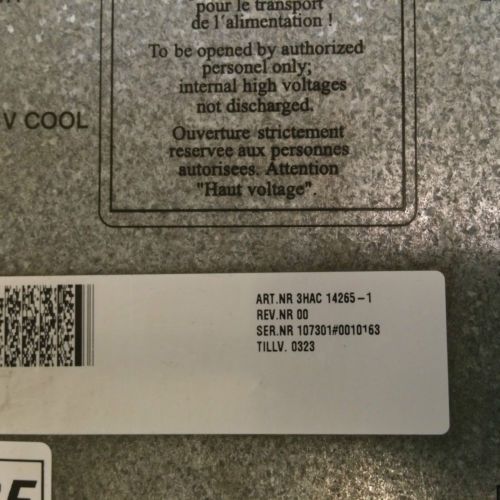 pour le transport
de l'alimentation !
To be opened by authorized
personel only;
internal high voltages
not discharged.
V COOL
Ouverture strictement
reservee aux personnes
autorisees. Attention
"Haut voltage".
ART.NR 3HAC 14265-1
REV.NR 00
SER.NR 107301#0010163
TILLV. 0323